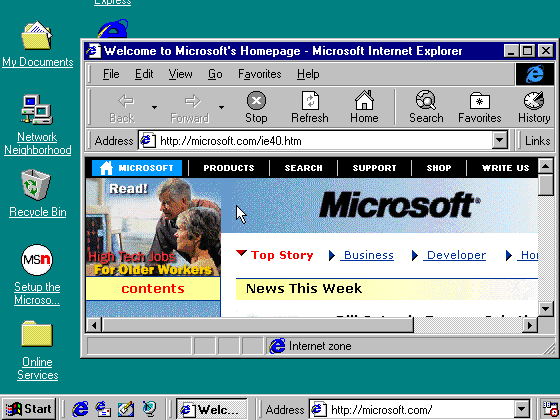 Express
My Documents
Network
Neighborhood
Recycle Bin
MSN
Setup the
Microso...
Online
Services
Welcome to Microsoft's Homepage - Microsoft Internet Explorer
File Edit View Go Favorites Help
Back Forward Stop Refresh Home Search Favorites History
Address http://microsoft.com/ie40.htm Links
MICROSOFT PRODUCTS SEARCH SUPPORT SHOP WRITE US
Read!
High Tech Jobs
For Older Workers
contents
Microsoft
Top Story Business Developer Ho
News This Week
Internet zone
Start Welc... Address http://microsoft.com/